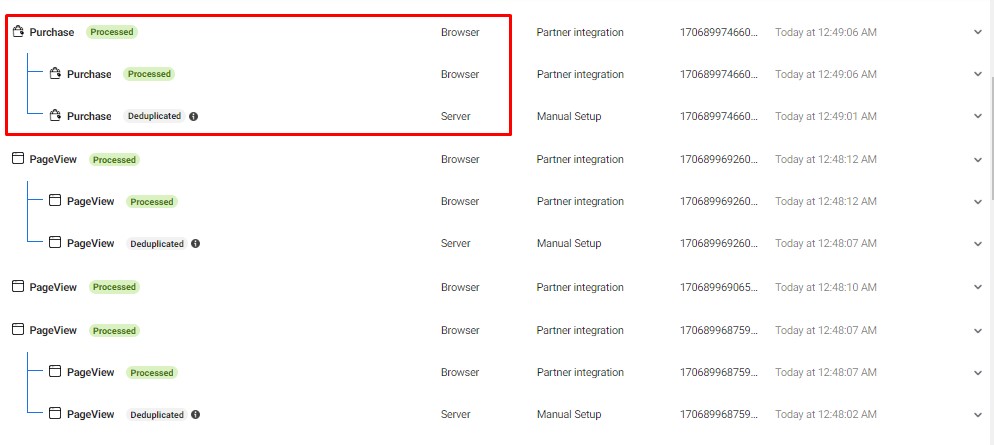 Purchase Processed Browser Partner integration 170689974660... Today at 12:49:06 AM
Purchase Processed Browser Partner integration 170689974660... Today at 12:49:06 AM
Purchase Deduplicated Server Manual Setup 170689974660... Today at 12:49:01 AM
PageView Processed Browser Partner integration 170689969260... Today at 12:48:12 AM
PageView Processed Browser Partner integration 170689969260... Today at 12:48:12 AM
PageView Deduplicated Server Manual Setup 170689969260... Today at 12:48:07 AM
PageView Processed Browser Partner integration 170689969065... Today at 12:48:10 AM
PageView Processed Browser Partner integration 170689968759... Today at 12:48:07 AM
PageView Processed Browser Partner integration 170689968759... Today at 12:48:07 AM
PageView Deduplicated Server Manual Setup 170689968759... Today at 12:48:02 AM